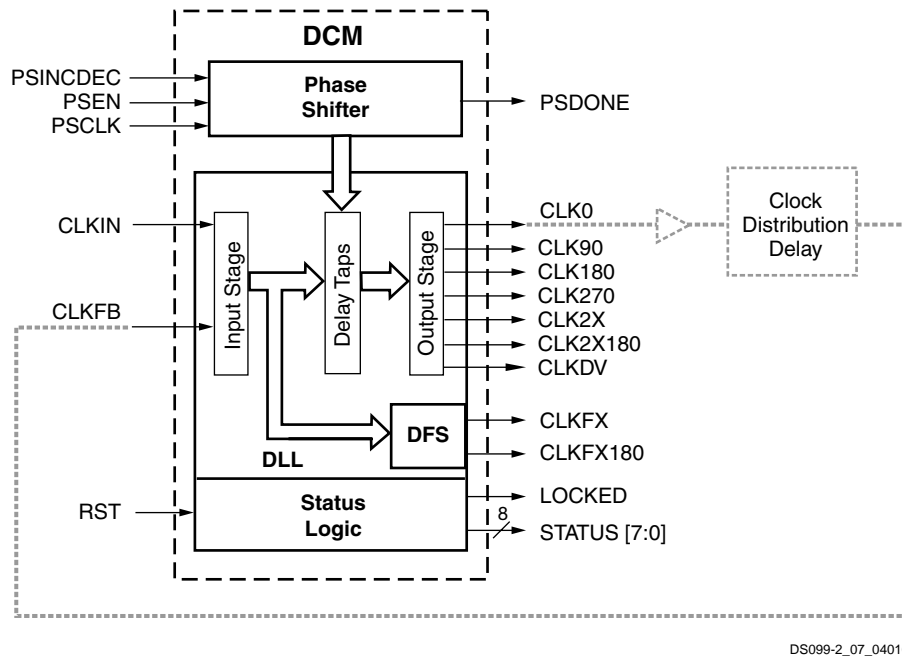 DCM
PSINCDEC
PSEN
PSCLK
Phase
Shifter
PSDONE
CLKIN
CLKFB
Input Stage
Delay Taps
Output Stage
CLK0
CLK90
CLK180
CLK270
CLK2X
CLK2X180
CLKDV
Clock
Distribution
Delay
DFS
CLKFX
CLKFX180
DLL
RST
Status
Logic
LOCKED
8
STATUS [7:0]
DS099-2_07_0401